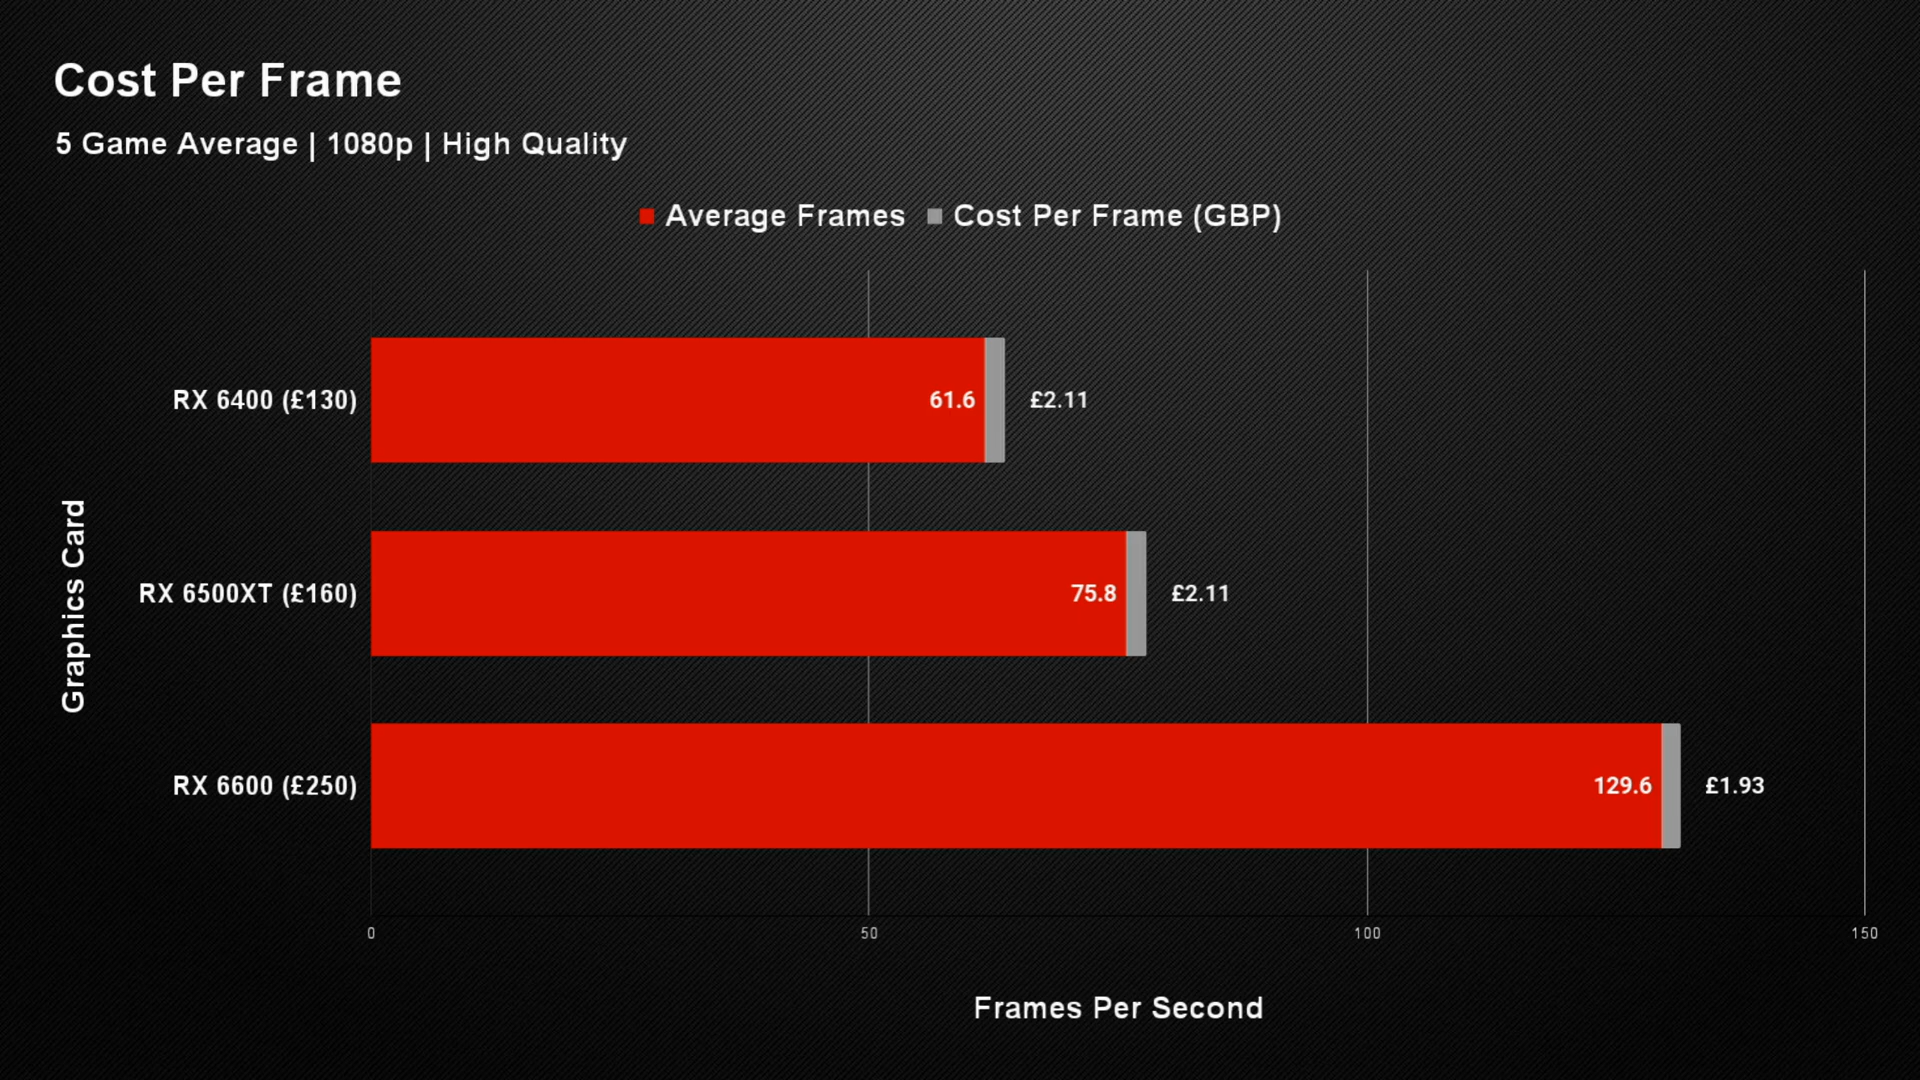 Cost Per Frame
5 Game Average | 1080p | High Quality
Average Frames Cost Per Frame (GBP)
Graphics Card
RX 6400 (£130) 61.6 £2.11
RX 6500XT (£160) 75.8 £2.11
RX 6600 (£250) 129.6 £1.93
0 50 100 150
Frames Per Second